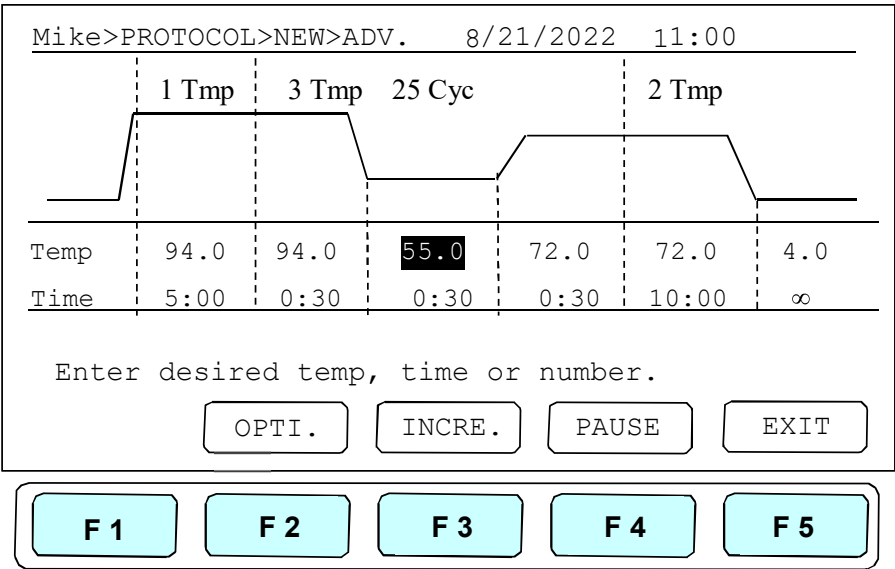 Mike>PROTOCOL>NEW>ADV. 8/21/2022 11:00
1 Tmp 3 Tmp 25 Cyc 2 Tmp
Temp 94.0 94.0 55.0 72.0 72.0 4.0
Time 5:00 0:30 0:30 0:30 10:00 ∞
Enter desired temp, time or number.
OPTI. INCRE. PAUSE EXIT
F 1 F 2 F 3 F 4 F 5